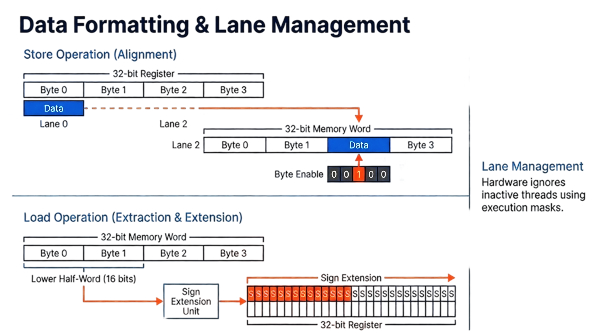 Data Formatting & Lane Management
Store Operation (Alignment)
32-bit Register
Byte 0 Byte 1 Byte 2 Byte 3
Data
Lane 0 Lane 2
32-bit Memory Word
Lane 2 Byte 0 Byte 1 Data Byte 3
Byte Enable 0 0 1 0 0
Lane Management
Hardware ignores
inactive threads using
execution masks.
Load Operation (Extraction & Extension)
32-bit Memory Word
Byte 0 Byte 1 Byte 2 Byte 3
Lower Half-Word (16 bits)
Sign
Extension
Unit
Sign Extension
S S S S S S S S S S S S S S S S S S S S S S S S S S
32-bit Register